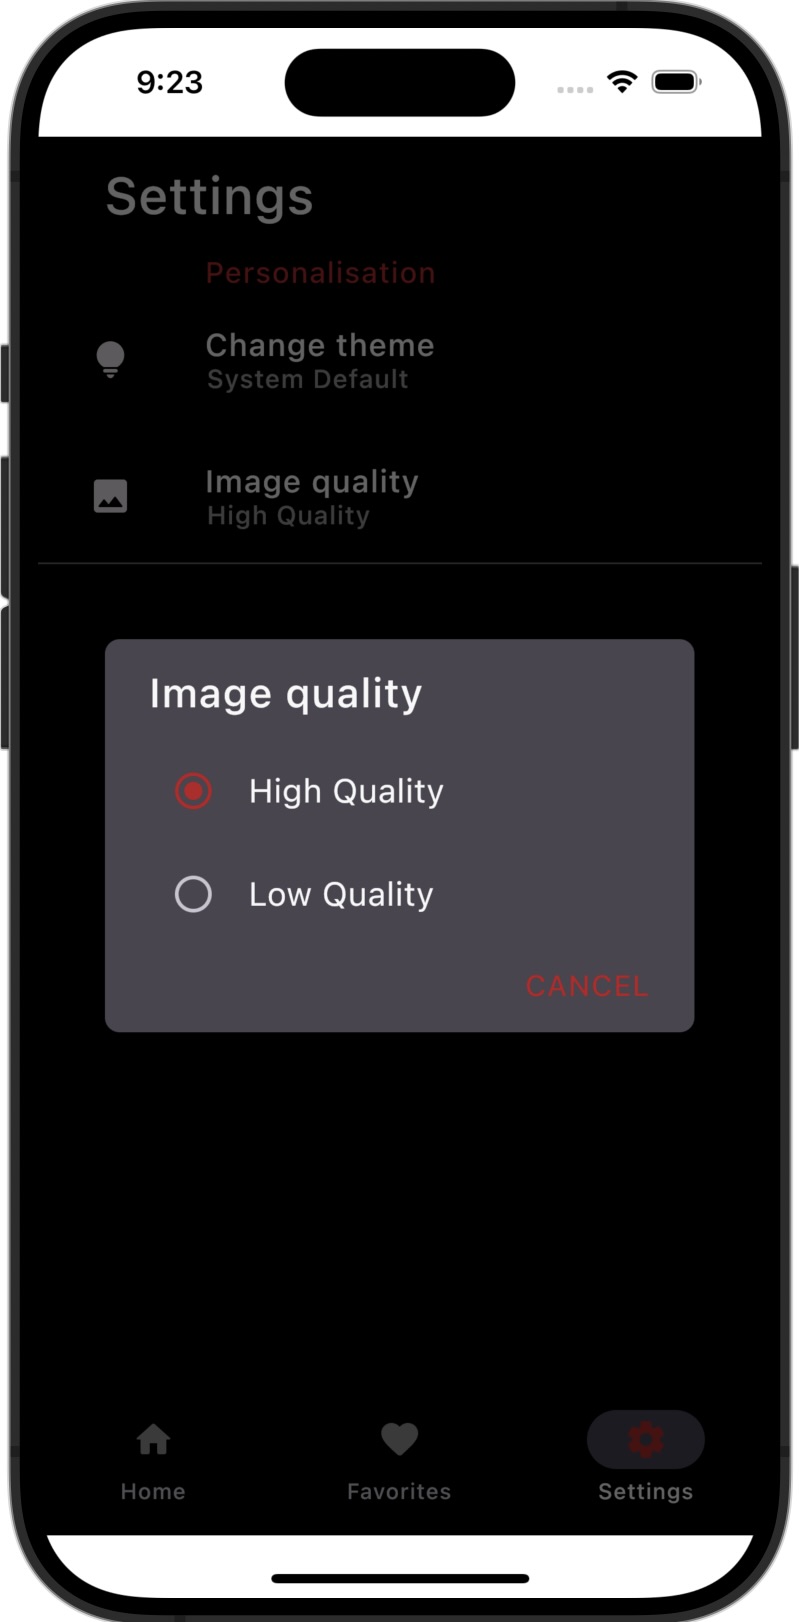 9:23
Settings
Personalisation
Change theme
System Default
Image quality
High Quality
Image quality
High Quality
Low Quality
CANCEL
Home
Favorites
Settings